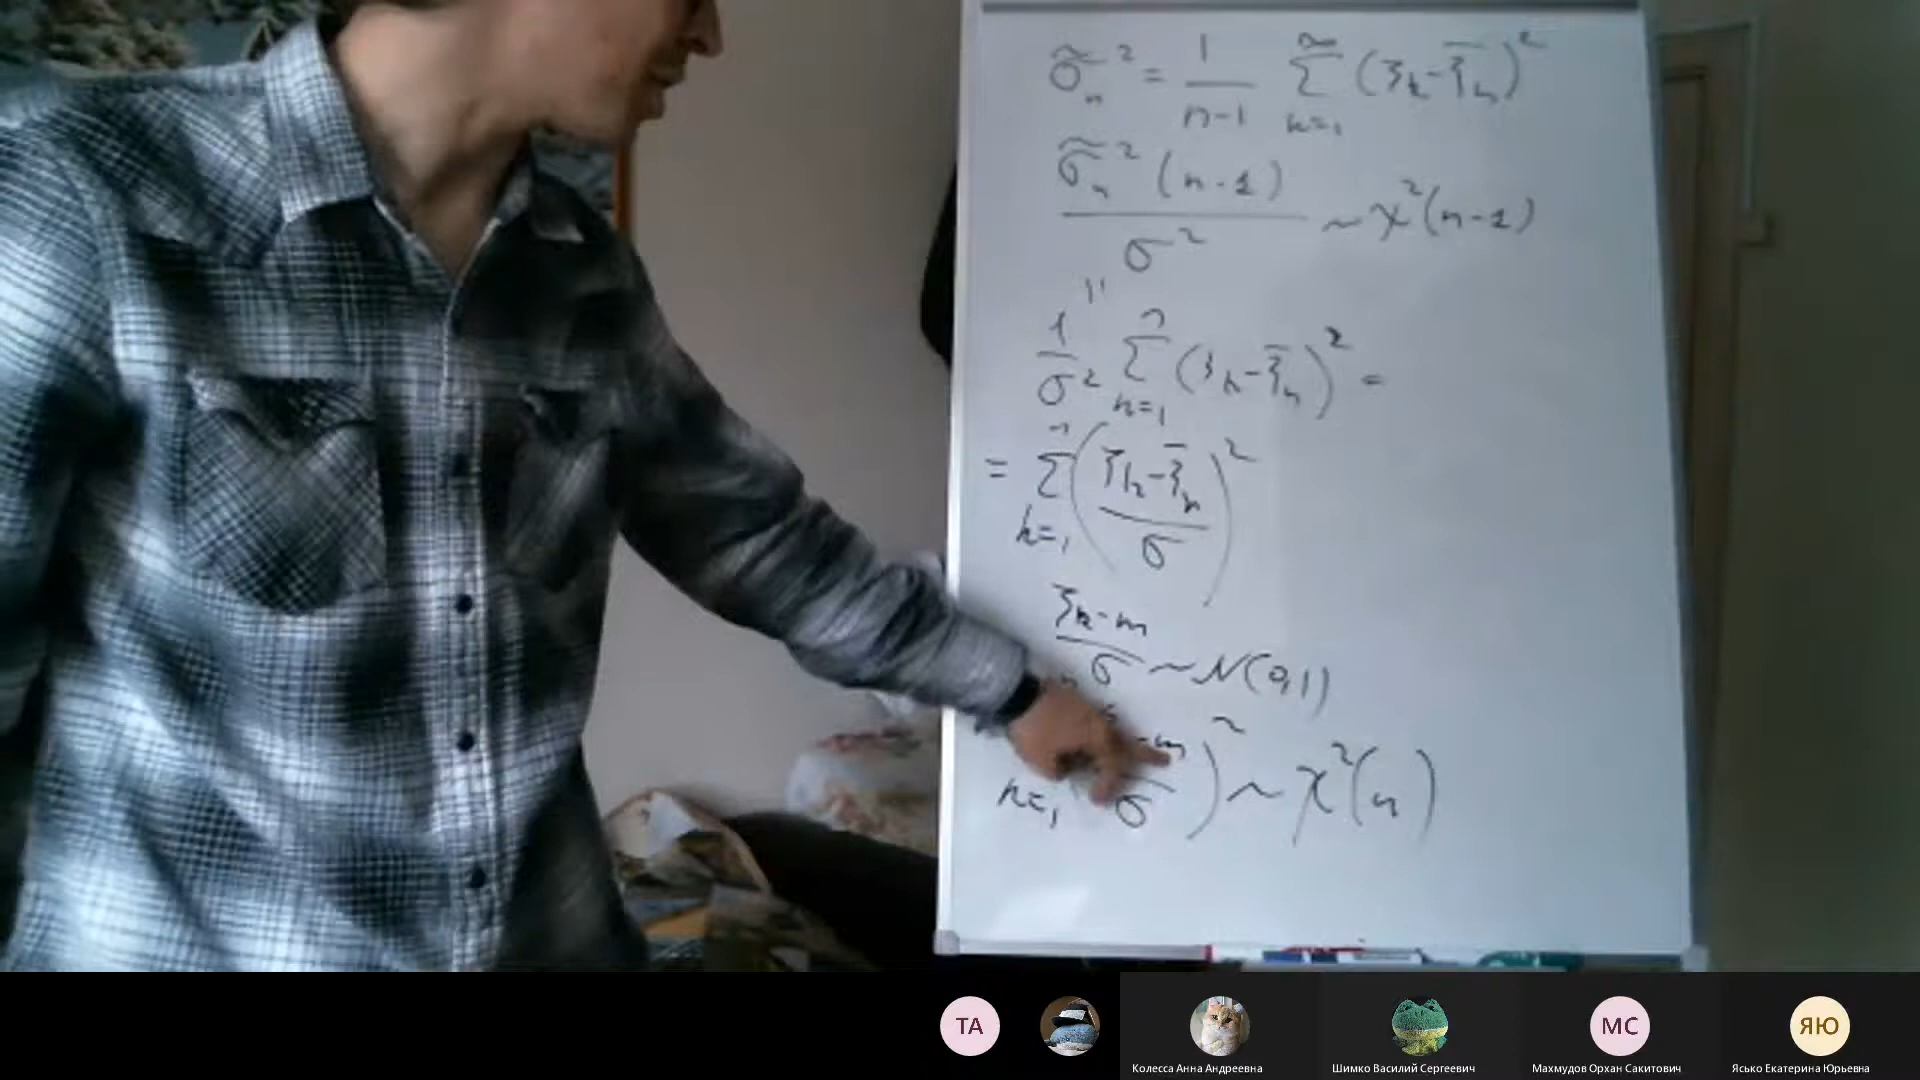 σ̃ₙ² = 1/(n-1) Σ_{k=1}^{n} (ξₖ - ξ̄ₙ)²
σ̃ₙ² (n-1) / σ² ~ χ²(n-1)
"
1/σ² Σ_{k=1}^{n} (ξₖ - ξ̄ₙ)² =
= Σ_{k=1}^{n} ((ξₖ - ξ̄ₙ)/σ)²
(ξₖ - m)/σ ~ N(0,1)
k=1 -m / σ )² ~ χ²(n)
TA
МС
ЯЮ
Колесса Анна Андреевна
Шимко Василий Сергеевич
Махмудов Орхан Сакитович
Ясько Екатерина Юрьевна